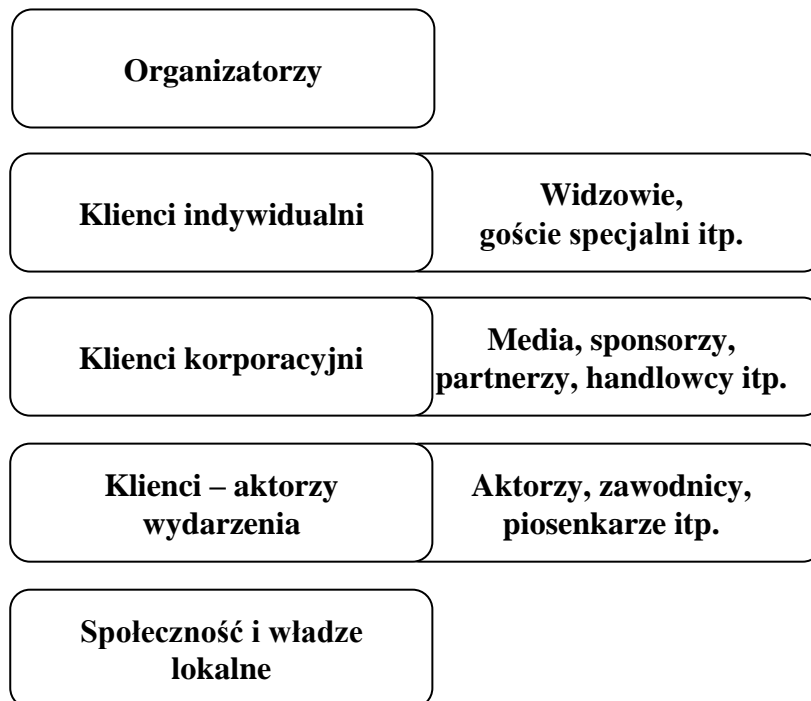 Organizatorzy
Klienci indywidualni
Widzowie,
goście specjalni itp.
Klienci korporacyjni
Media, sponsorzy,
partnerzy, handlowcy itp.
Klienci – aktorzy
wydarzenia
Aktorzy, zawodnicy,
piosenkarze itp.
Społeczność i władze
lokalne